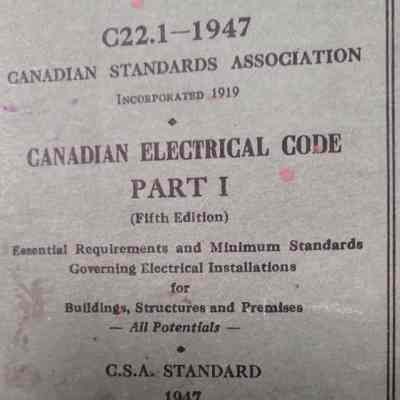 C22.1—1947
CANADIAN STANDARDS ASSOCIATION
INCORPORATED 1919
CANADIAN ELECTRICAL CODE
PART I
(Fifth Edition)
Essential Requirements and Minimum Standards
Governing Electrical Installations
for
Buildings, Structures and Premises
— All Potentials —
C.S.A. STANDARD
1947